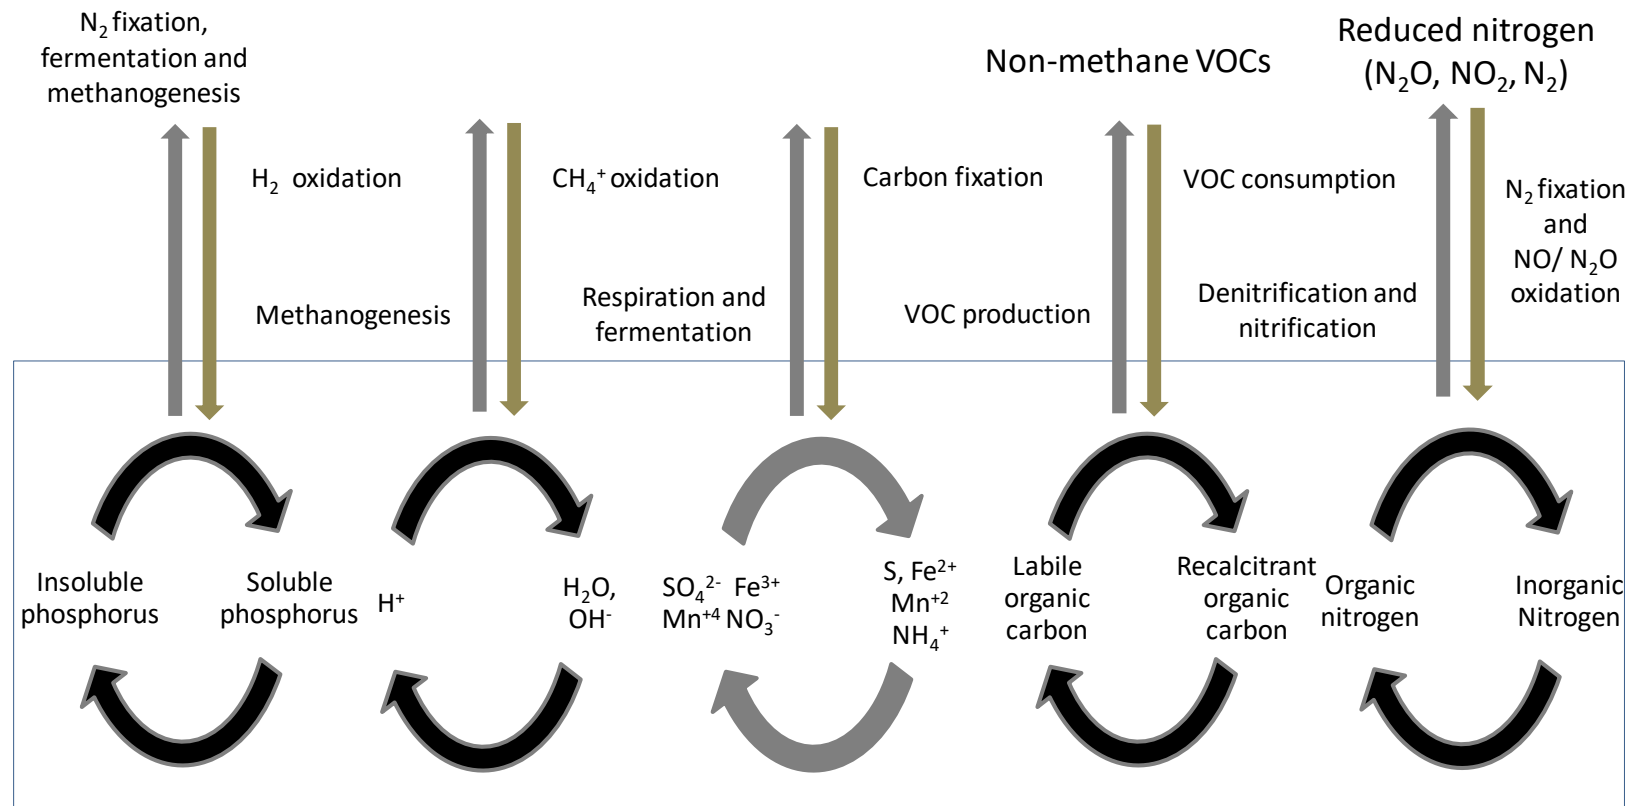 N₂ fixation,
fermentation and
methanogenesis
Non-methane VOCs
Reduced nitrogen
(N₂O, NO₂, N₂)
H₂ oxidation
CH₄⁺ oxidation
Carbon fixation
VOC consumption
N₂ fixation
and
NO/ N₂O
oxidation
Methanogenesis
Respiration and
fermentation
VOC production
Denitrification and
nitrification
Insoluble
phosphorus
Soluble
phosphorus
H⁺
H₂O,
OH⁻
SO₄²⁻ Fe³⁺
Mn⁺⁴ NO₃⁻
S, Fe²⁺
Mn⁺²
NH₄⁺
Labile
organic
carbon
Recalcitrant
organic
carbon
Organic
nitrogen
Inorganic
Nitrogen